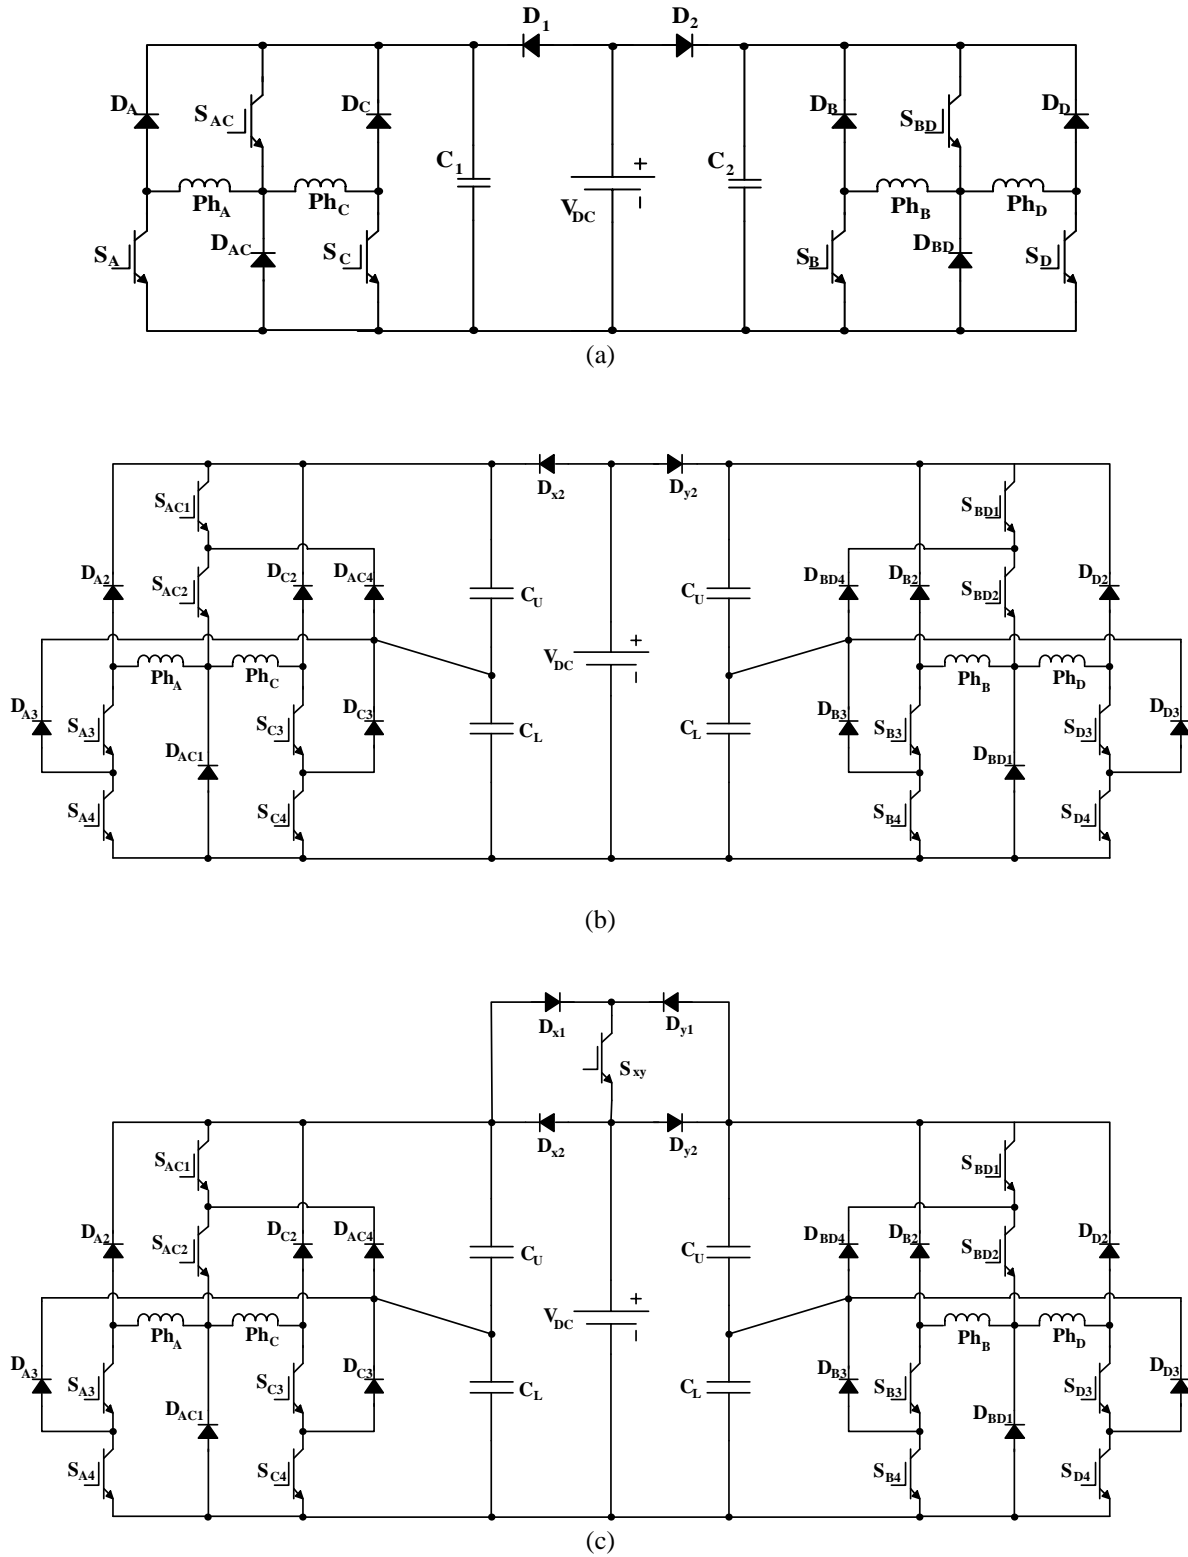 D1 D2
DA SAC DC C1 C2 DB SBD DD
+
PhA PhC VDC PhB PhD
SA DAC SC SB DBD SD
(a)
Dx2 Dy2
SAC1 SBD1
DA2 SAC2 DC2 DAC4 CU CU DBD4 DB2 SBD2 DD2
+
PhA PhC VDC PhB PhD
DA3 SA3 SC3 DC3 CL CL DB3 SB3 SD3 DD3
DAC1 DBD1
SA4 SC4 SB4 SD4
(b)
Dx1 Dy1
Sxy
Dx2 Dy2
SAC1 SBD1
DA2 SAC2 DC2 DAC4 CU CU DBD4 DB2 SBD2 DD2
+
PhA PhC VDC PhB PhD
DA3 SA3 SC3 DC3 CL CL DB3 SB3 SD3 DD3
DAC1 DBD1
SA4 SC4 SB4 SD4
(c)